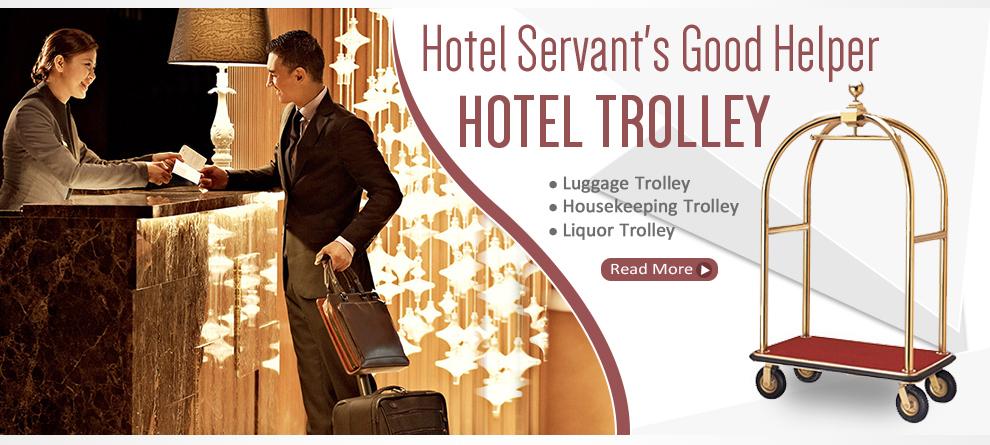 Hotel Servant's Good Helper
HOTEL TROLLEY
● Luggage Trolley
● Housekeeping Trolley
● Liquor Trolley
Read More